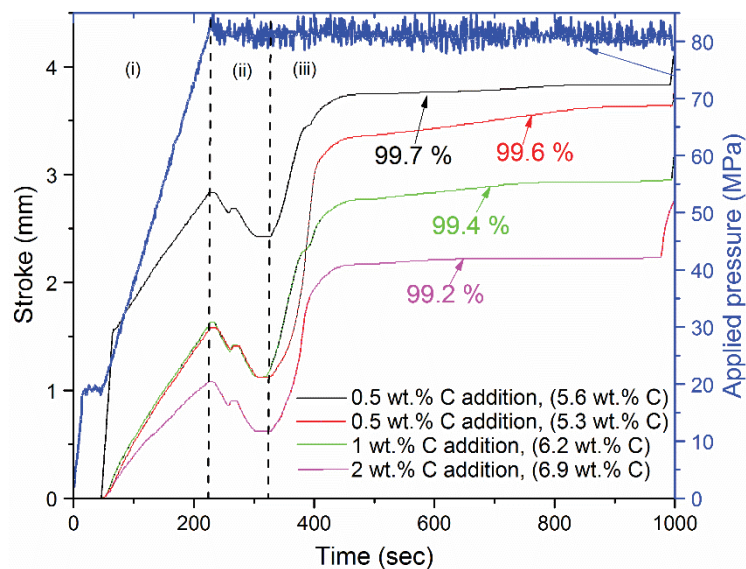 (i)
(ii)
(iii)
99.7 %
99.6 %
99.4 %
99.2 %
0.5 wt.% C addition, (5.6 wt.% C)
0.5 wt.% C addition, (5.3 wt.% C)
1 wt.% C addition, (6.2 wt.% C)
2 wt.% C addition, (6.9 wt.% C)
Stroke (mm)
4
3
2
1
0
Applied pressure (MPa)
80
70
60
50
40
30
20
10
0
0
200
400
600
800
1000
Time (sec)